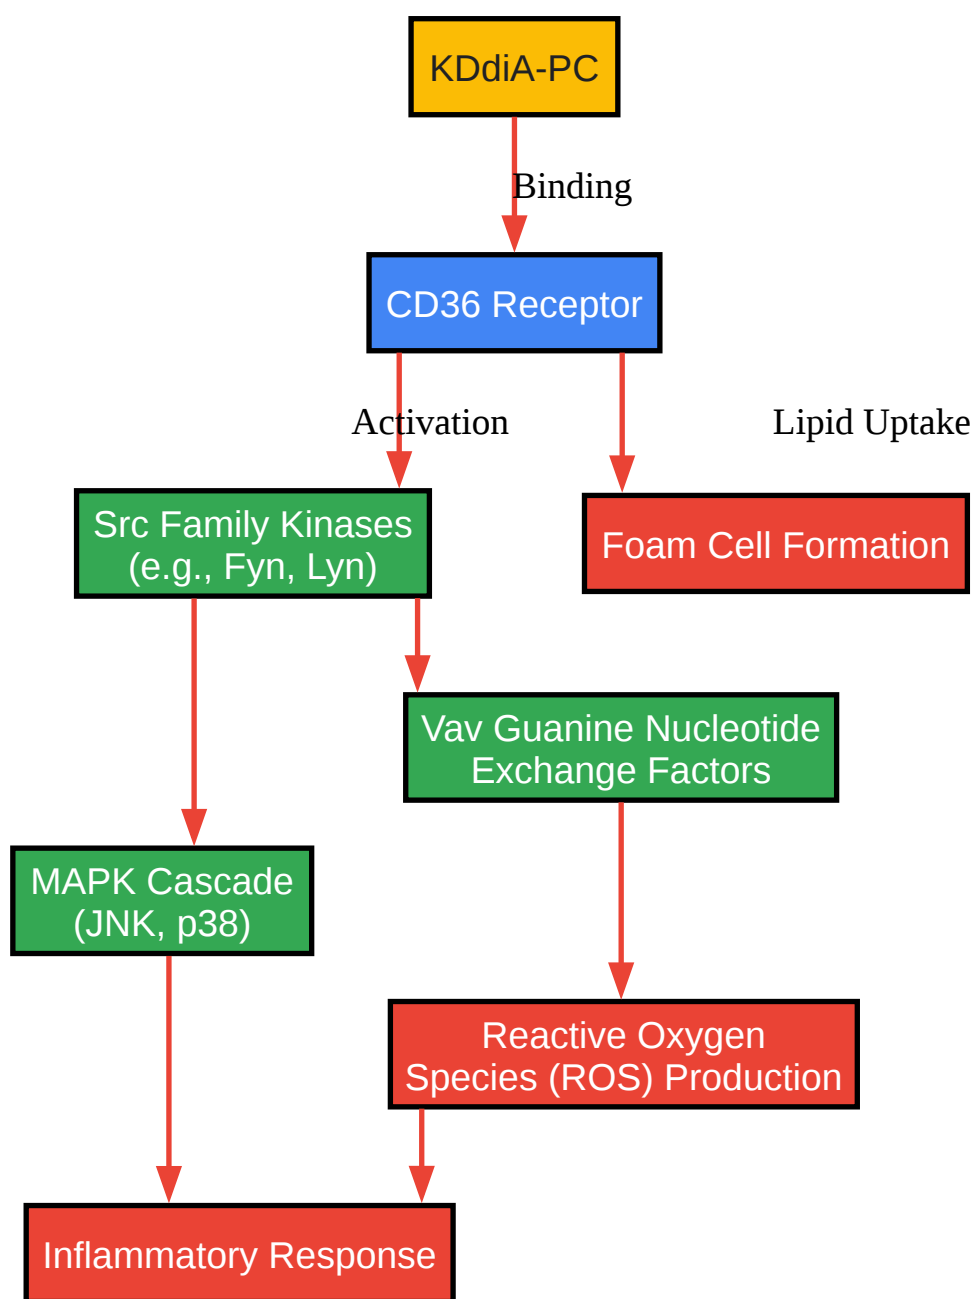 KDdiA-PC
Binding
CD36 Receptor
Activation
Lipid Uptake
Src Family Kinases
(e.g., Fyn, Lyn)
Foam Cell Formation
Vav Guanine Nucleotide
Exchange Factors
MAPK Cascade
(JNK, p38)
Reactive Oxygen
Species (ROS) Production
Inflammatory Response